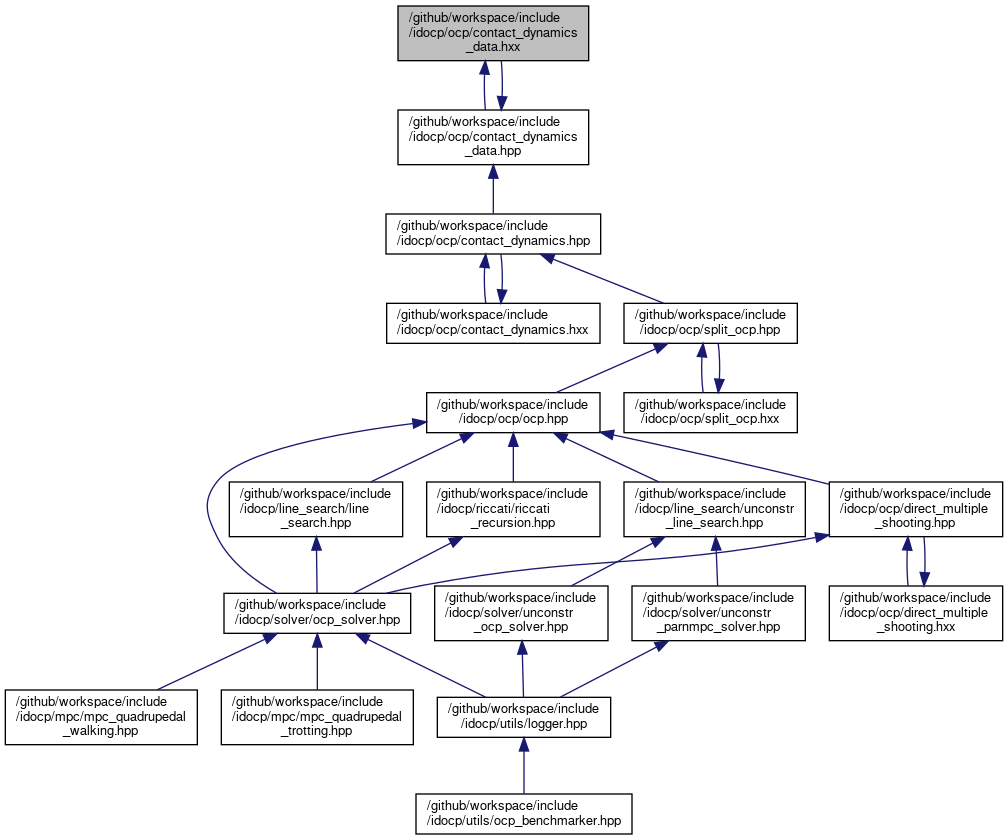 /github/workspace/include
/idocp/ocp/contact_dynamics
_data.hxx
/github/workspace/include
/idocp/ocp/contact_dynamics
_data.hpp
/github/workspace/include
/idocp/ocp/contact_dynamics.hpp
/github/workspace/include
/idocp/ocp/contact_dynamics.hxx
/github/workspace/include
/idocp/ocp/split_ocp.hpp
/github/workspace/include
/idocp/ocp/ocp.hpp
/github/workspace/include
/idocp/ocp/split_ocp.hxx
/github/workspace/include
/idocp/line_search/line
_search.hpp
/github/workspace/include
/idocp/riccati/riccati
_recursion.hpp
/github/workspace/include
/idocp/line_search/unconstr
_line_search.hpp
/github/workspace/include
/idocp/ocp/direct_multiple
_shooting.hpp
/github/workspace/include
/idocp/solver/ocp_solver.hpp
/github/workspace/include
/idocp/solver/unconstr
_ocp_solver.hpp
/github/workspace/include
/idocp/solver/unconstr
_parnmpc_solver.hpp
/github/workspace/include
/idocp/ocp/direct_multiple
_shooting.hxx
/github/workspace/include
/idocp/mpc/mpc_quadrupedal
_walking.hpp
/github/workspace/include
/idocp/mpc/mpc_quadrupedal
_trotting.hpp
/github/workspace/include
/idocp/utils/logger.hpp
/github/workspace/include
/idocp/utils/ocp_benchmarker.hpp